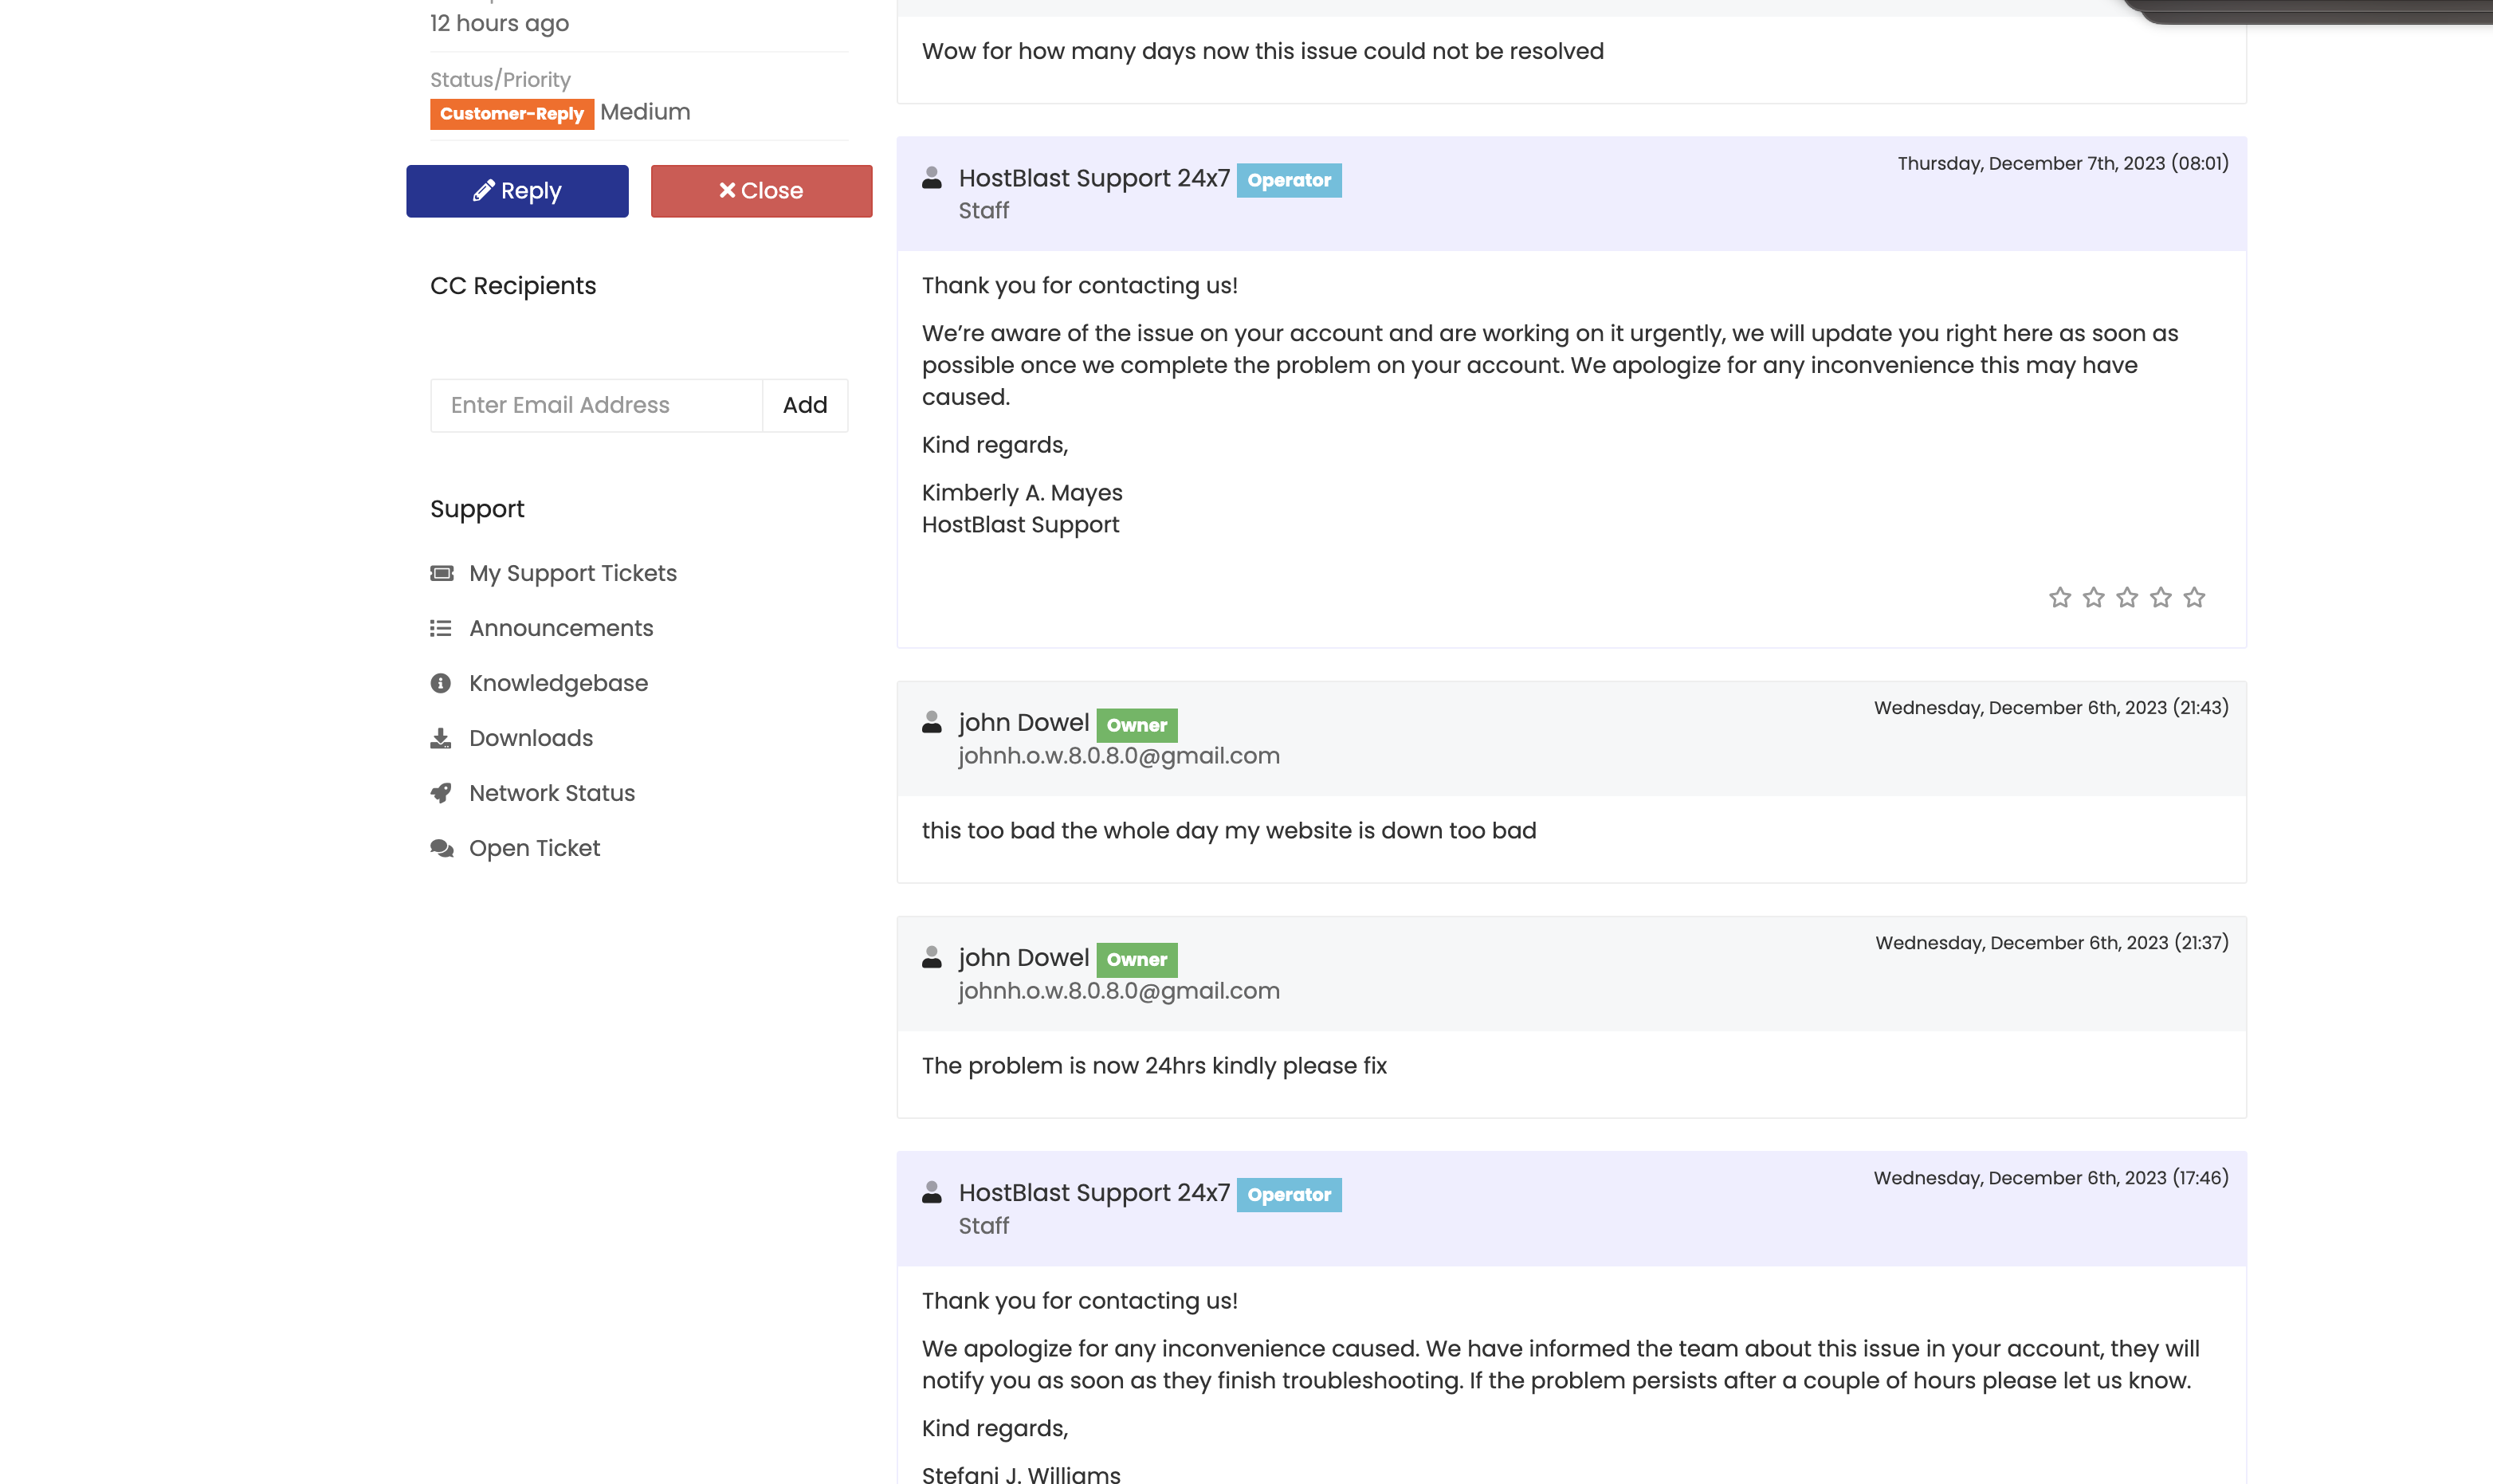 12 hours ago
Status/Priority
Customer-Reply Medium
Reply
Close
CC Recipients
Enter Email Address
Add
Support
My Support Tickets
Announcements
Knowledgebase
Downloads
Network Status
Open Ticket
Wow for how many days now this issue could not be resolved
HostBlast Support 24x7 Operator
Staff
Thursday, December 7th, 2023 (08:01)
Thank you for contacting us!
We’re aware of the issue on your account and are working on it urgently, we will update you right here as soon as
possible once we complete the problem on your account. We apologize for any inconvenience this may have
caused.
Kind regards,
Kimberly A. Mayes
HostBlast Support
john Dowel Owner
johnh.o.w.8.0.8.0@gmail.com
Wednesday, December 6th, 2023 (21:43)
this too bad the whole day my website is down too bad
john Dowel Owner
johnh.o.w.8.0.8.0@gmail.com
Wednesday, December 6th, 2023 (21:37)
The problem is now 24hrs kindly please fix
HostBlast Support 24x7 Operator
Staff
Wednesday, December 6th, 2023 (17:46)
Thank you for contacting us!
We apologize for any inconvenience caused. We have informed the team about this issue in your account, they will
notify you as soon as they finish troubleshooting. If the problem persists after a couple of hours please let us know.
Kind regards,
Stefani J. Williams